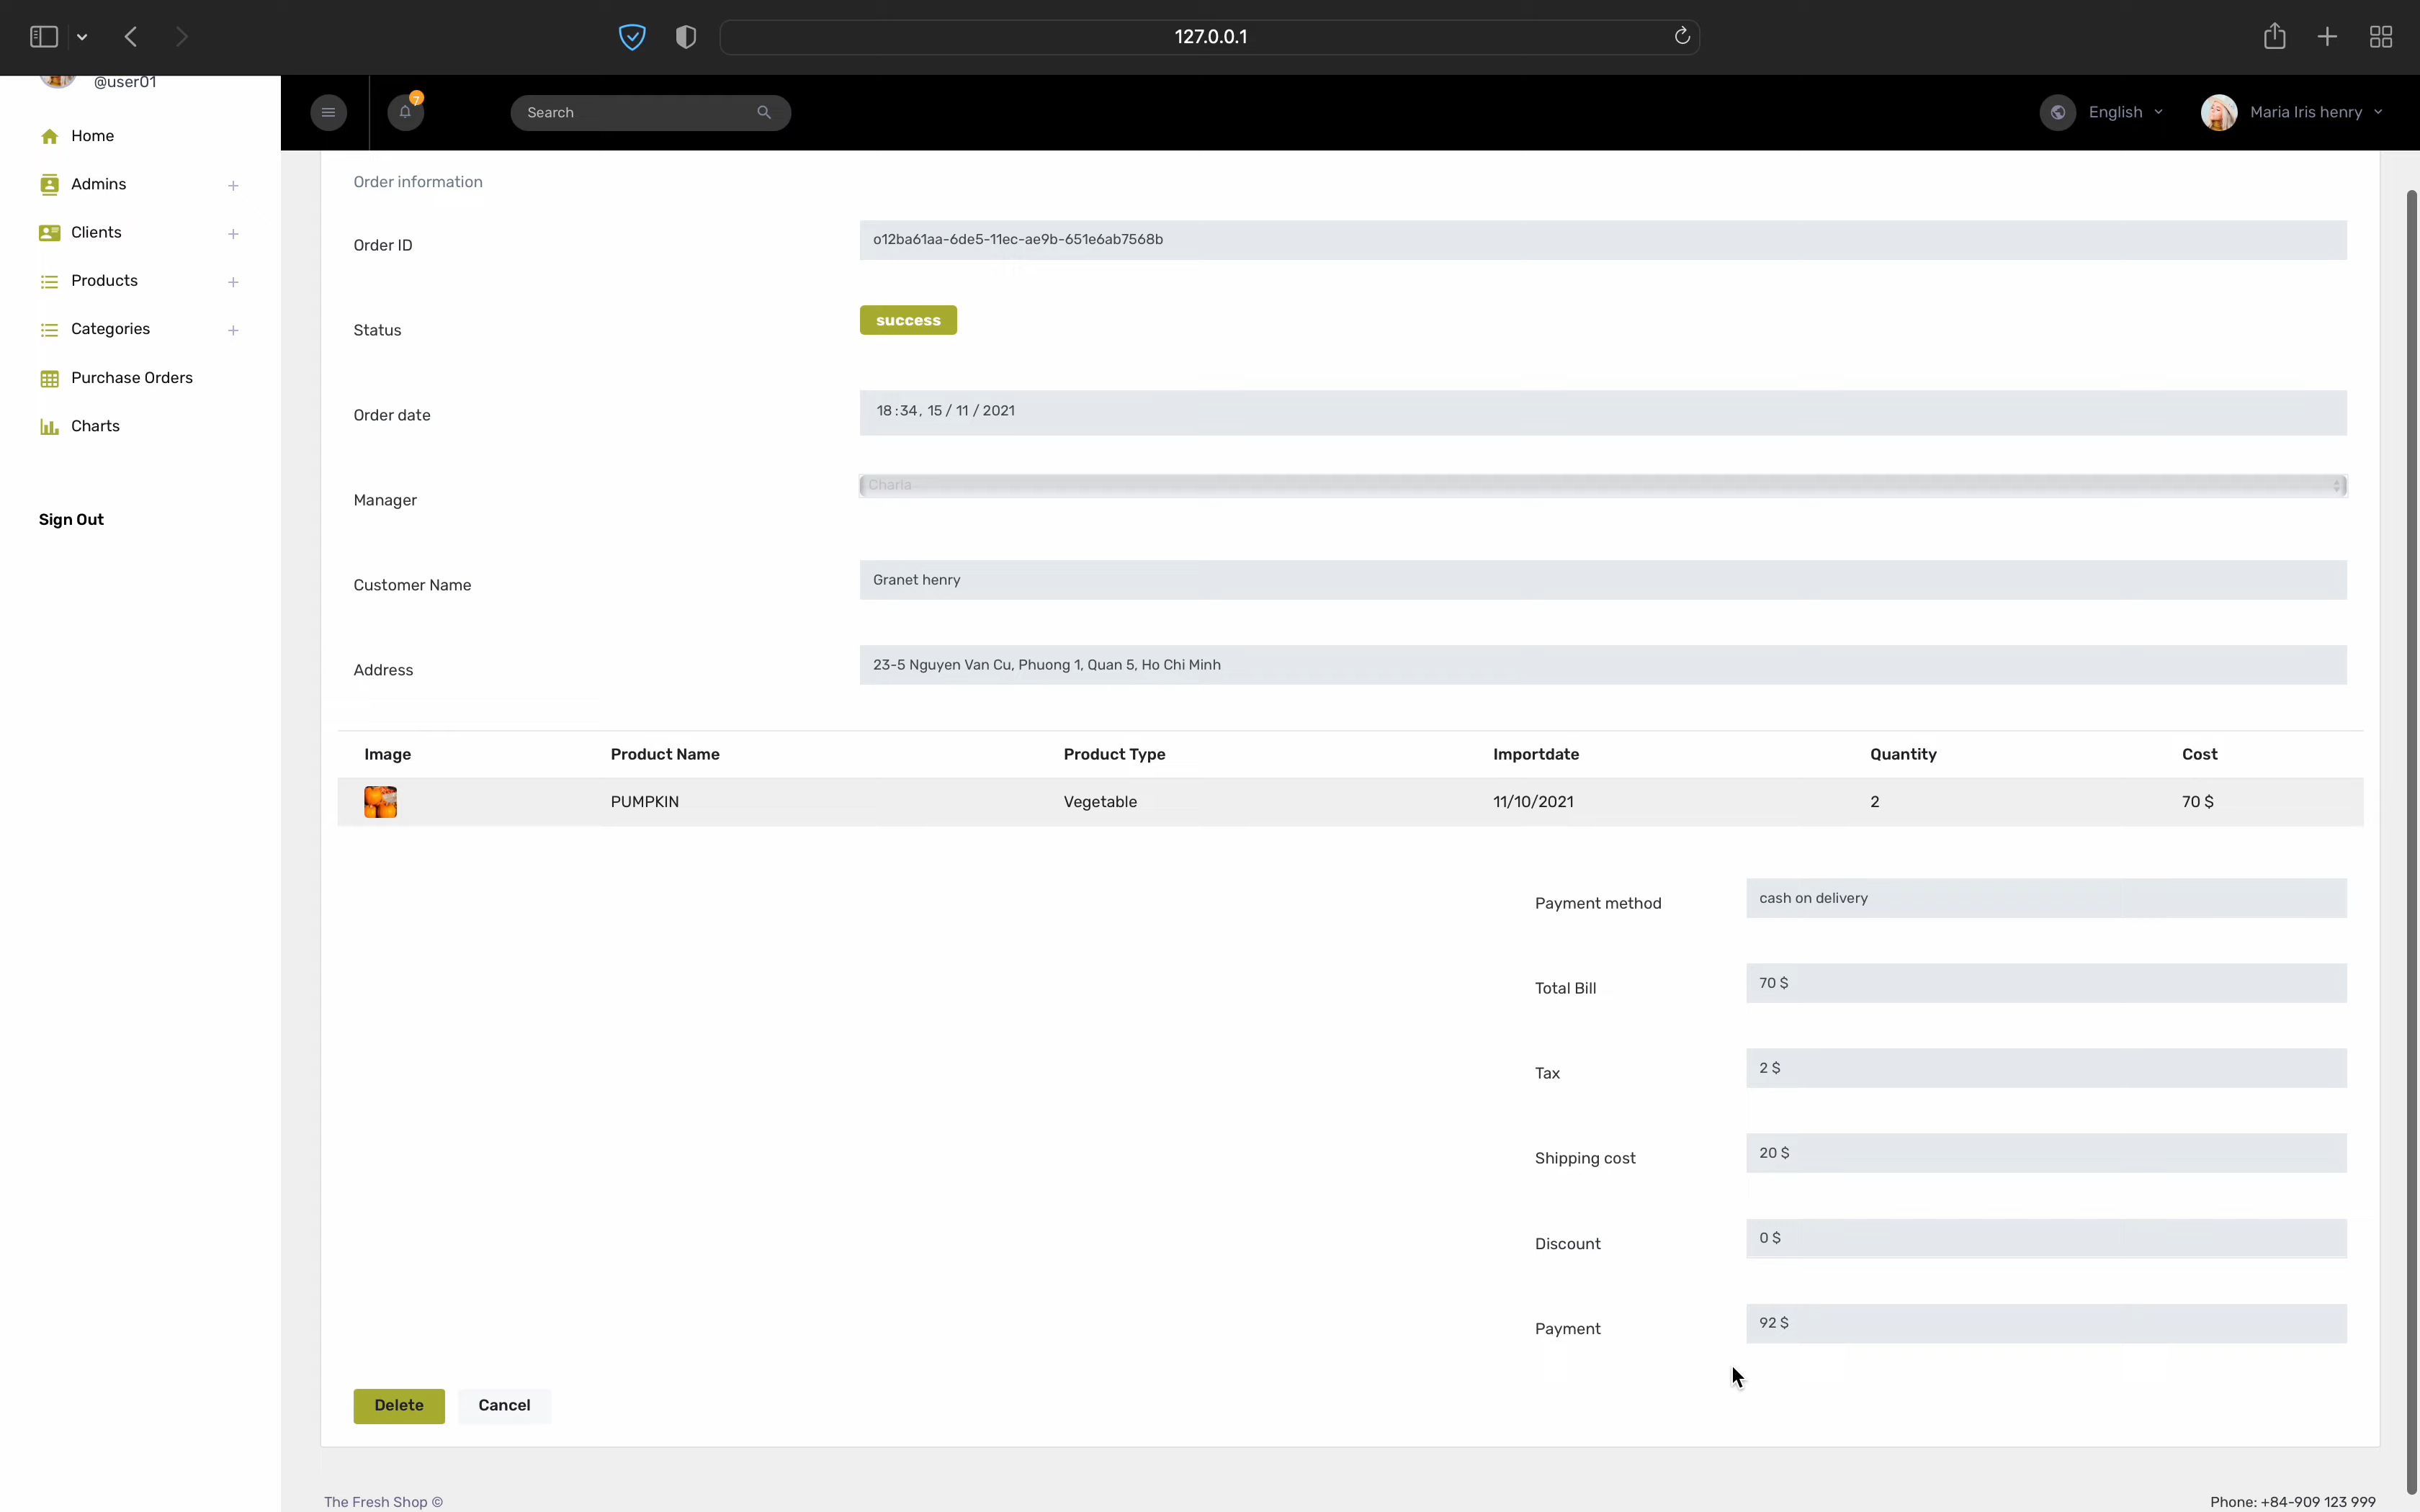 127.0.0.1
@user01
7
Search
English
Maria Iris henry
Home
Admins
Clients
Products
Categories
Purchase Orders
Charts
Sign Out
Order information
Order ID
o12ba61aa-6de5-11ec-ae9b-651e6ab7568b
Status
success
Order date
18:34, 15 / 11 / 2021
Manager
Charia
Customer Name
Granet henry
Address
23-5 Nguyen Van Cu, Phuong 1, Quan 5, Ho Chi Minh
Image Product Name Product Type Importdate Quantity Cost
PUMPKIN Vegetable 11/10/2021 2 70 $
Payment method
cash on delivery
Total Bill
70 $
Tax
2 $
Shipping cost
20 $
Discount
0 $
Payment
92 $
Delete
Cancel
The Fresh Shop ©
Phone: +84-909 123 999